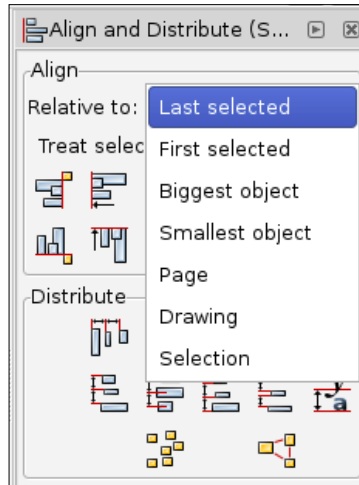 Align and Distribute (S...
Align
Relative to:
Last selected
Treat selec
First selected
Biggest object
Smallest object
Page
Drawing
Distribute
Selection